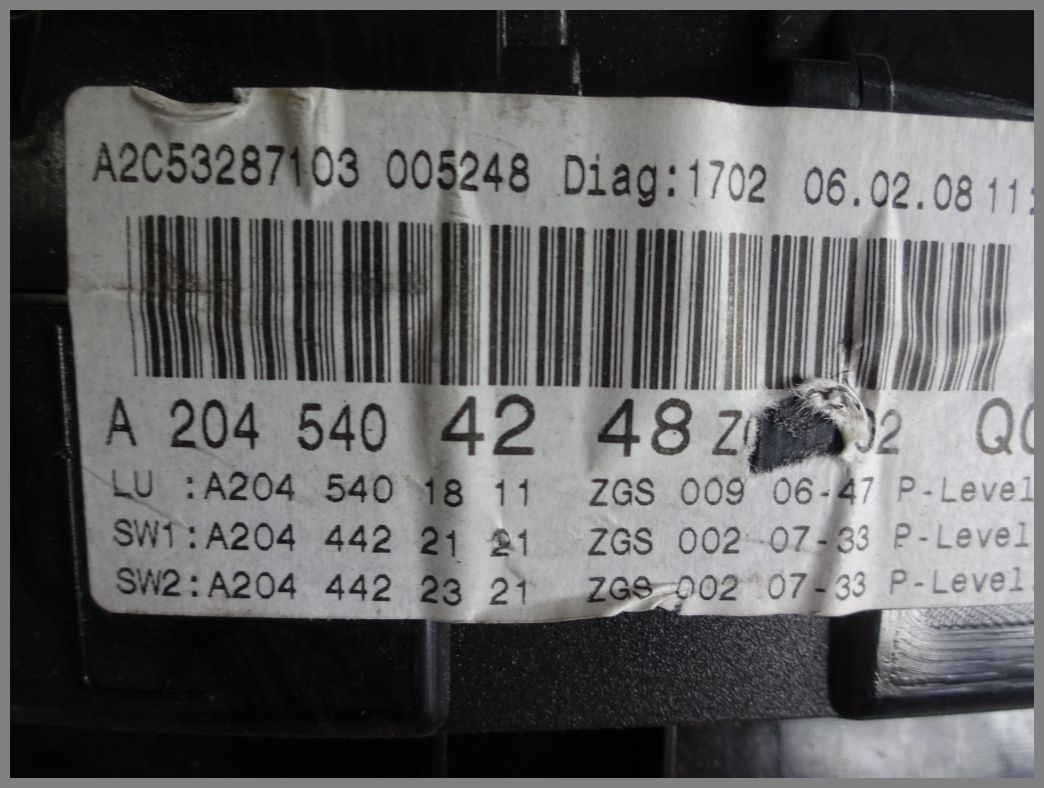 A2C53287103 005248 Diag:1702 06.02.08 11:
A 204 540 42 48
LU :A204 540 18 11 ZGS 009 06-47 P-Level
SW1:A204 442 21 21 ZGS 002 07-33 P-Level
SW2:A204 442 23 21 ZGS 002 07-33 P-Level